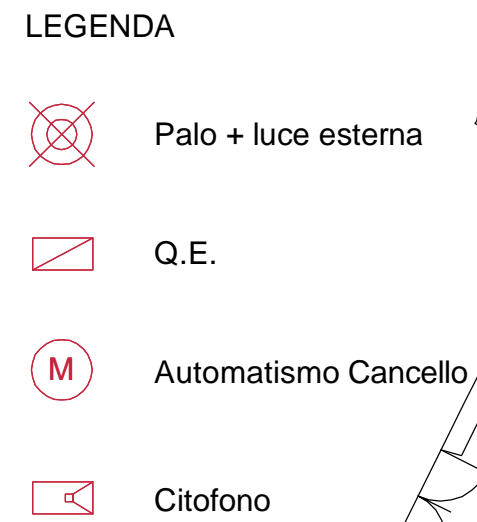 LEGENDA
Palo + luce esterna
Q.E.
M Automatismo Cancello
Citofono